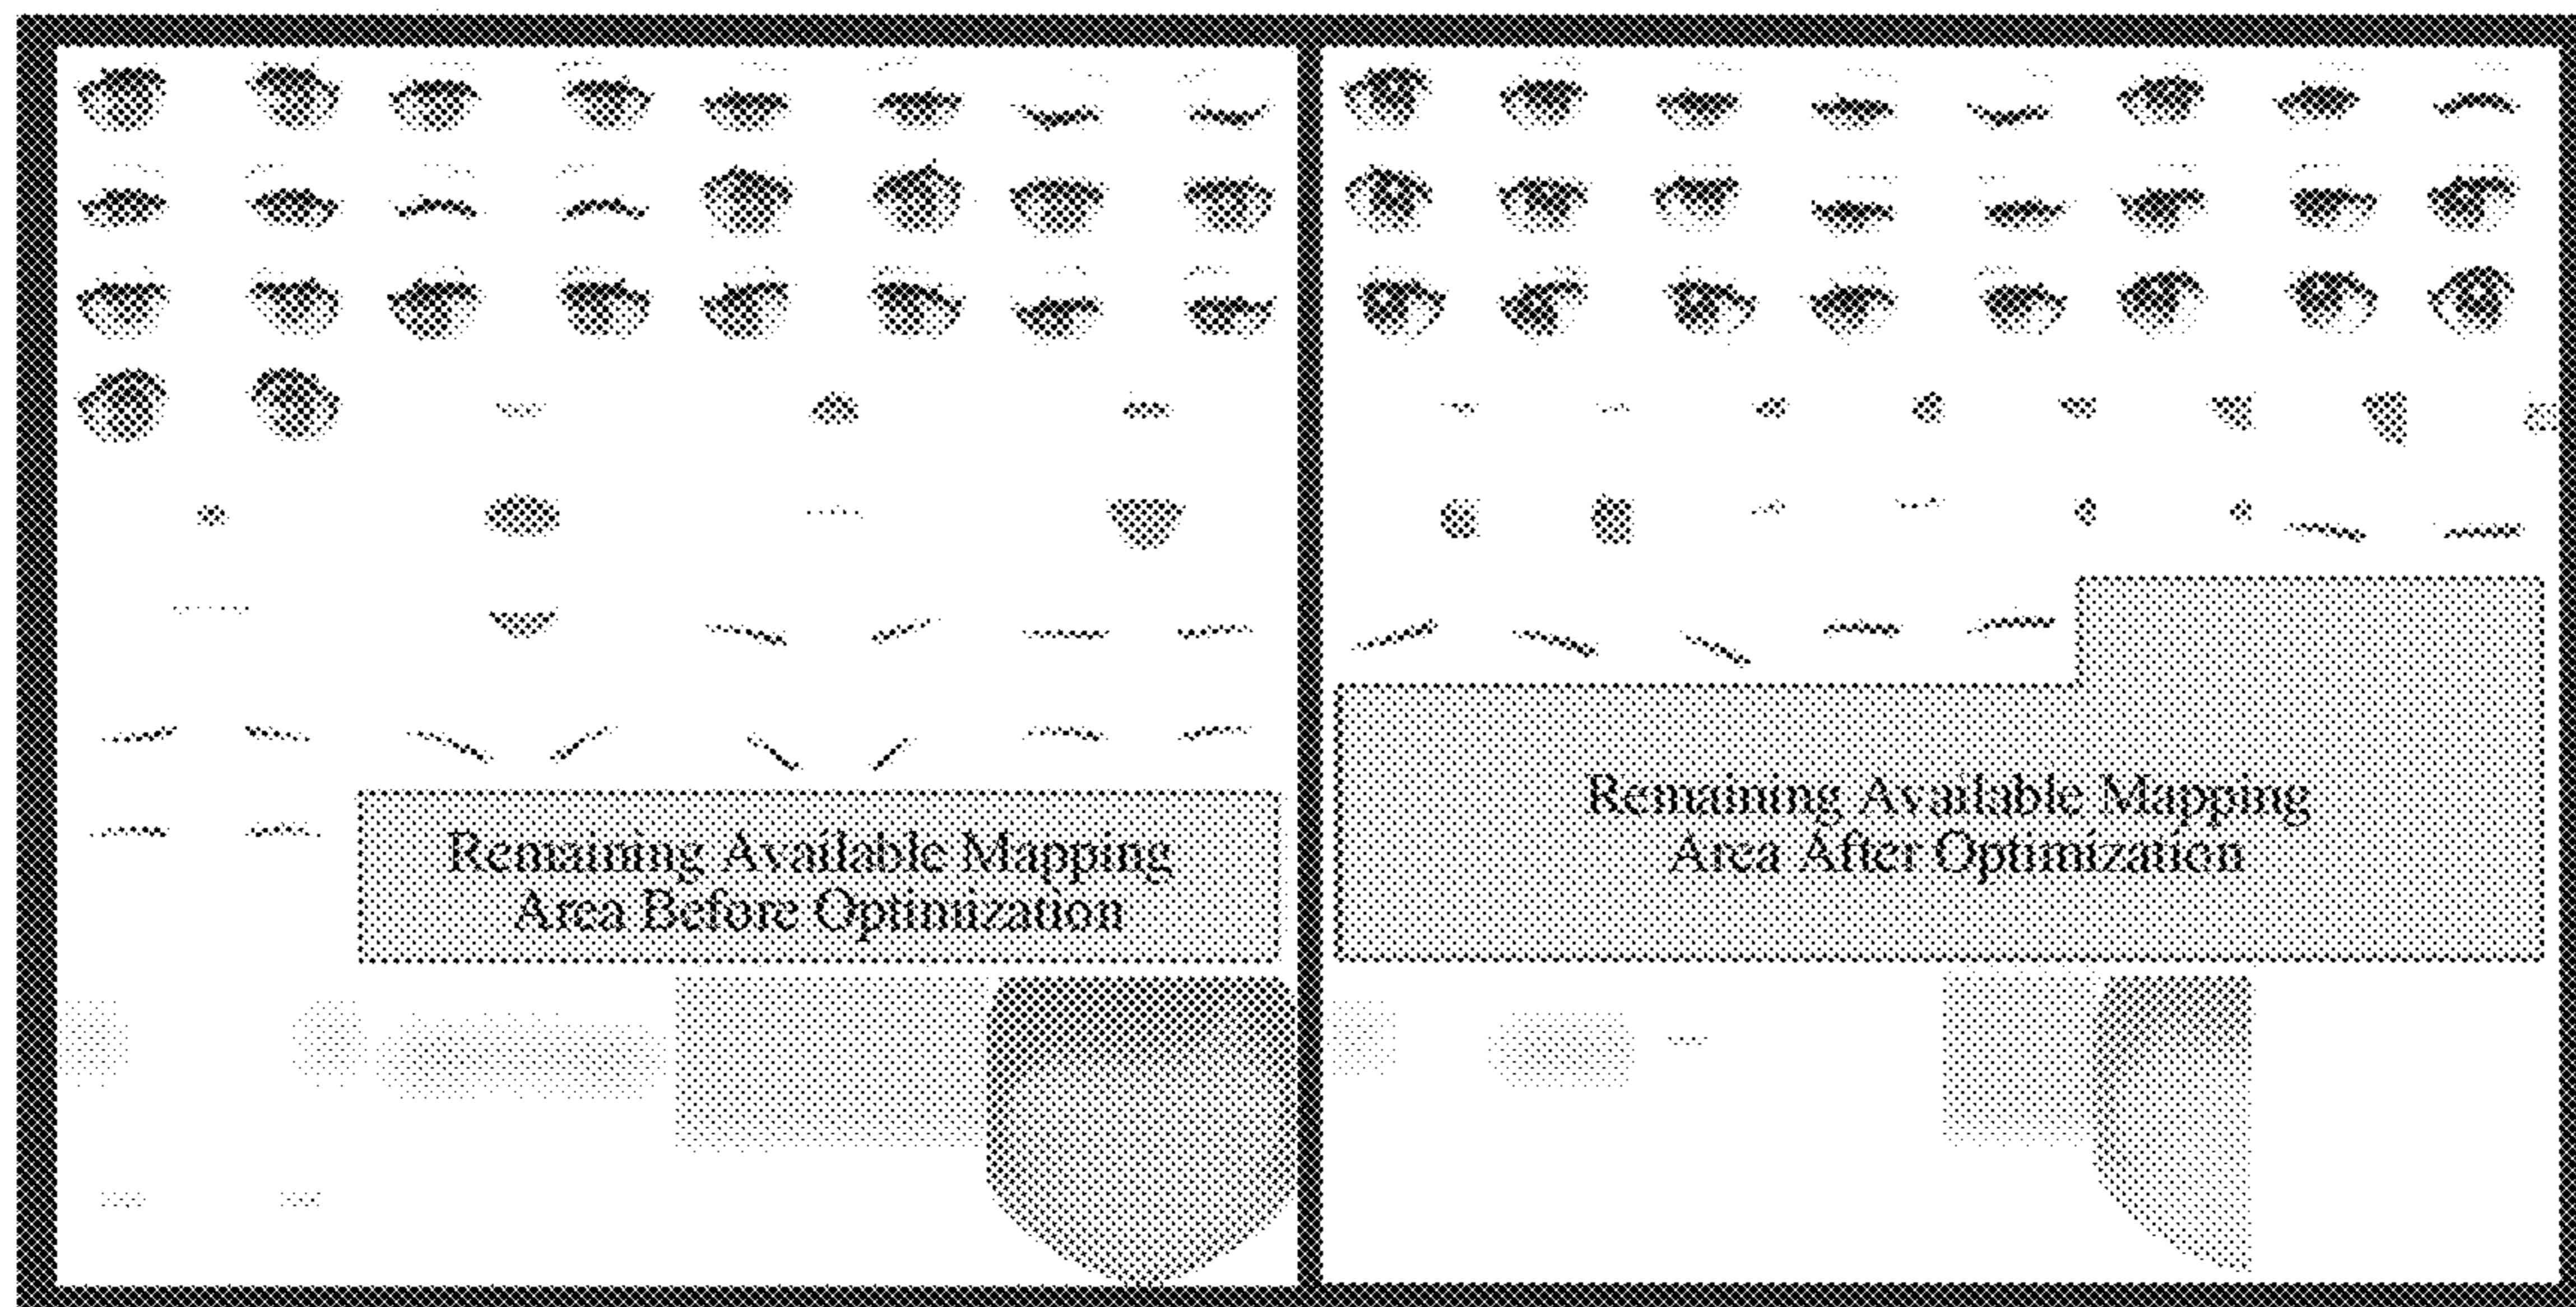 Remaining Available Mapping
Area Before Optimization
Remaining Available Mapping
Area After Optimization